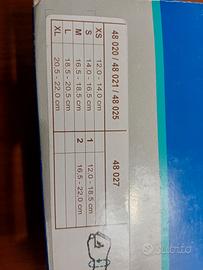 48 020 / 48 021 / 48 025
XS 12.0 - 14.0 cm
S 14.0 - 16.5 cm
M 16.5 - 18.5 cm
L 18.5 - 20.5 cm
XL 20.5 - 22.0 cm
48 027
1 12.0 - 18.5 cm
2 16.5 - 22.0 cm
subito